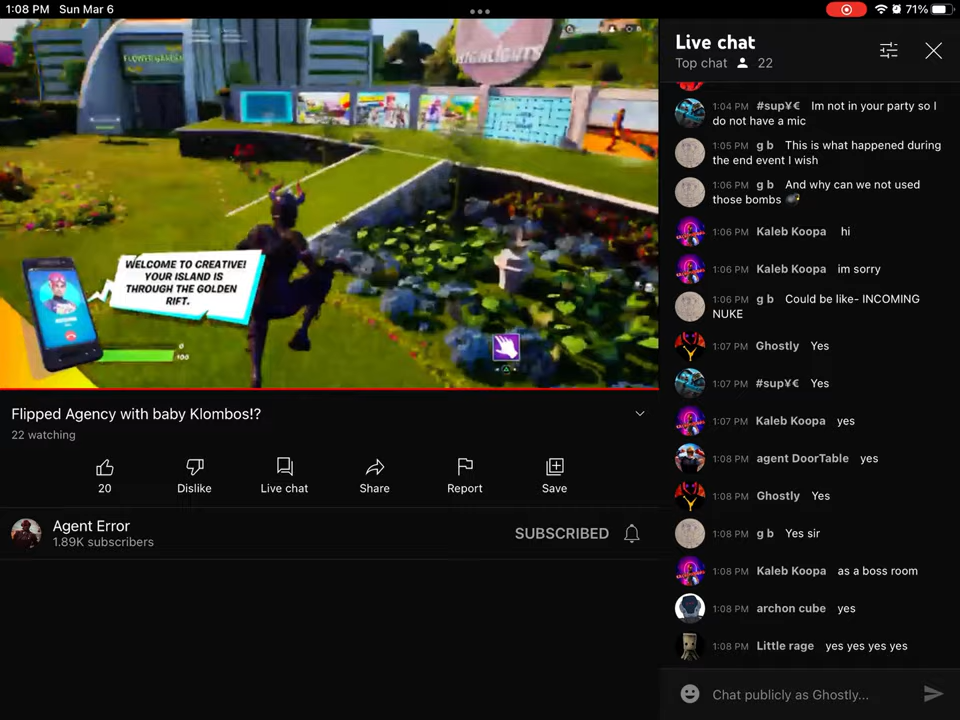 1:08 PM Sun Mar 6
71%
HIGHLIGHTS
WELCOME TO CREATIVE!
YOUR ISLAND IS
THROUGH THE GOLDEN
RIFT.
0
100
Flipped Agency with baby Klombos!?
22 watching
20
Dislike
Live chat
Share
Report
Save
Agent Error
1.89K subscribers
SUBSCRIBED
Live chat
Top chat 22
1:04 PM #sup¥€ Im not in your party so I
do not have a mic
1:05 PM g b This is what happened during
the end event I wish
1:06 PM g b And why can we not used
those bombs 💣
1:06 PM Kaleb Koopa hi
1:06 PM Kaleb Koopa im sorry
1:06 PM g b Could be like- INCOMING
NUKE
1:07 PM Ghostly Yes
1:07 PM #sup¥€ Yes
1:07 PM Kaleb Koopa yes
1:08 PM agent DoorTable yes
1:08 PM Ghostly Yes
1:08 PM g b Yes sir
1:08 PM Kaleb Koopa as a boss room
1:08 PM archon cube yes
1:08 PM Little rage yes yes yes yes
Chat publicly as Ghostly...